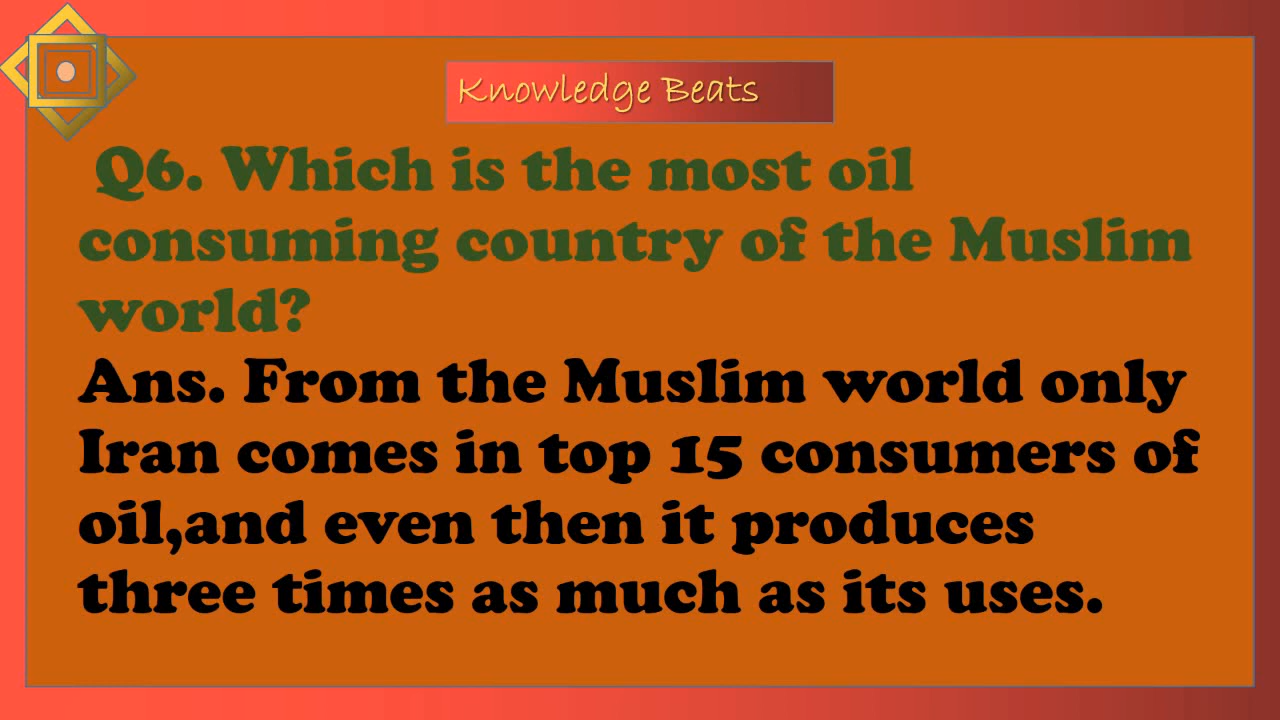 Knowledge Beats
Q6. Which is the most oil
consuming country of the Muslim
world?
Ans. From the Muslim world only
Iran comes in top 15 consumers of
oil,and even then it produces
three times as much as its uses.